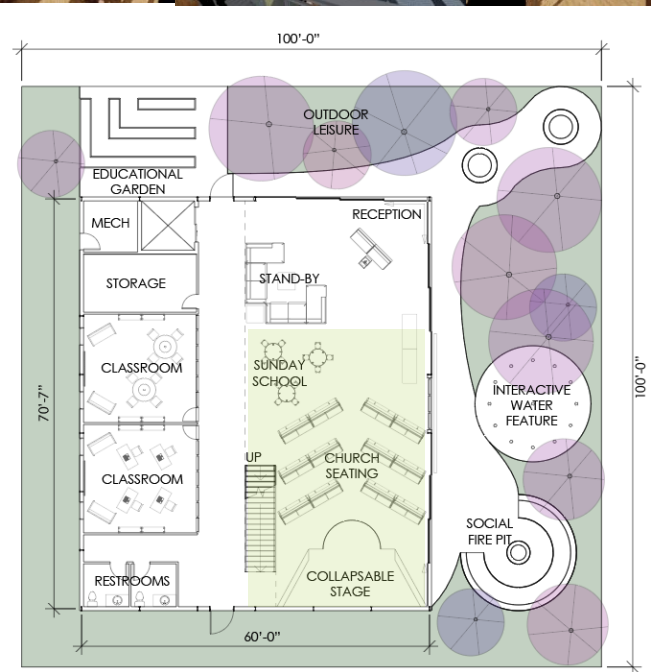 100'-0"
OUTDOOR
LEISURE
EDUCATIONAL
GARDEN
MECH
RECEPTION
STORAGE
STAND-BY
CLASSROOM
SUNDAY
SCHOOL
INTERACTIVE
WATER
FEATURE
70'-7"
100'-0"
UP
CHURCH
SEATING
CLASSROOM
SOCIAL
FIRE PIT
RESTROOMS
COLLAPSABLE
STAGE
60'-0"